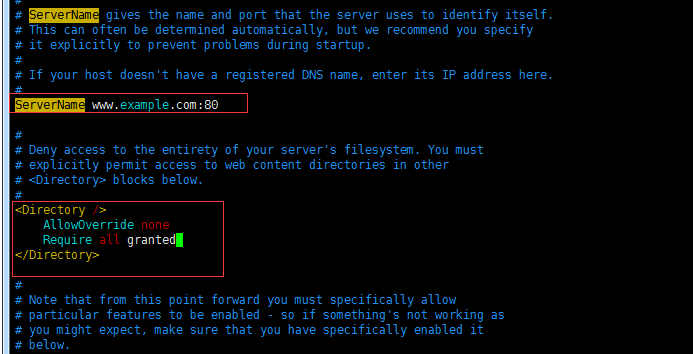 #
# ServerName gives the name and port that the server uses to identify itself.
# This can often be determined automatically, but we recommend you specify
# it explicitly to prevent problems during startup.
#
# If your host doesn't have a registered DNS name, enter its IP address here.
#
ServerName www.example.com:80
#
# Deny access to the entirety of your server's filesystem. You must
# explicitly permit access to web content directories in other
# <Directory> blocks below.
#
<Directory />
    AllowOverride none
    Require all granted
</Directory>
#
# Note that from this point forward you must specifically allow
# particular features to be enabled - so if something's not working as
# you might expect, make sure that you have specifically enabled it
# below.